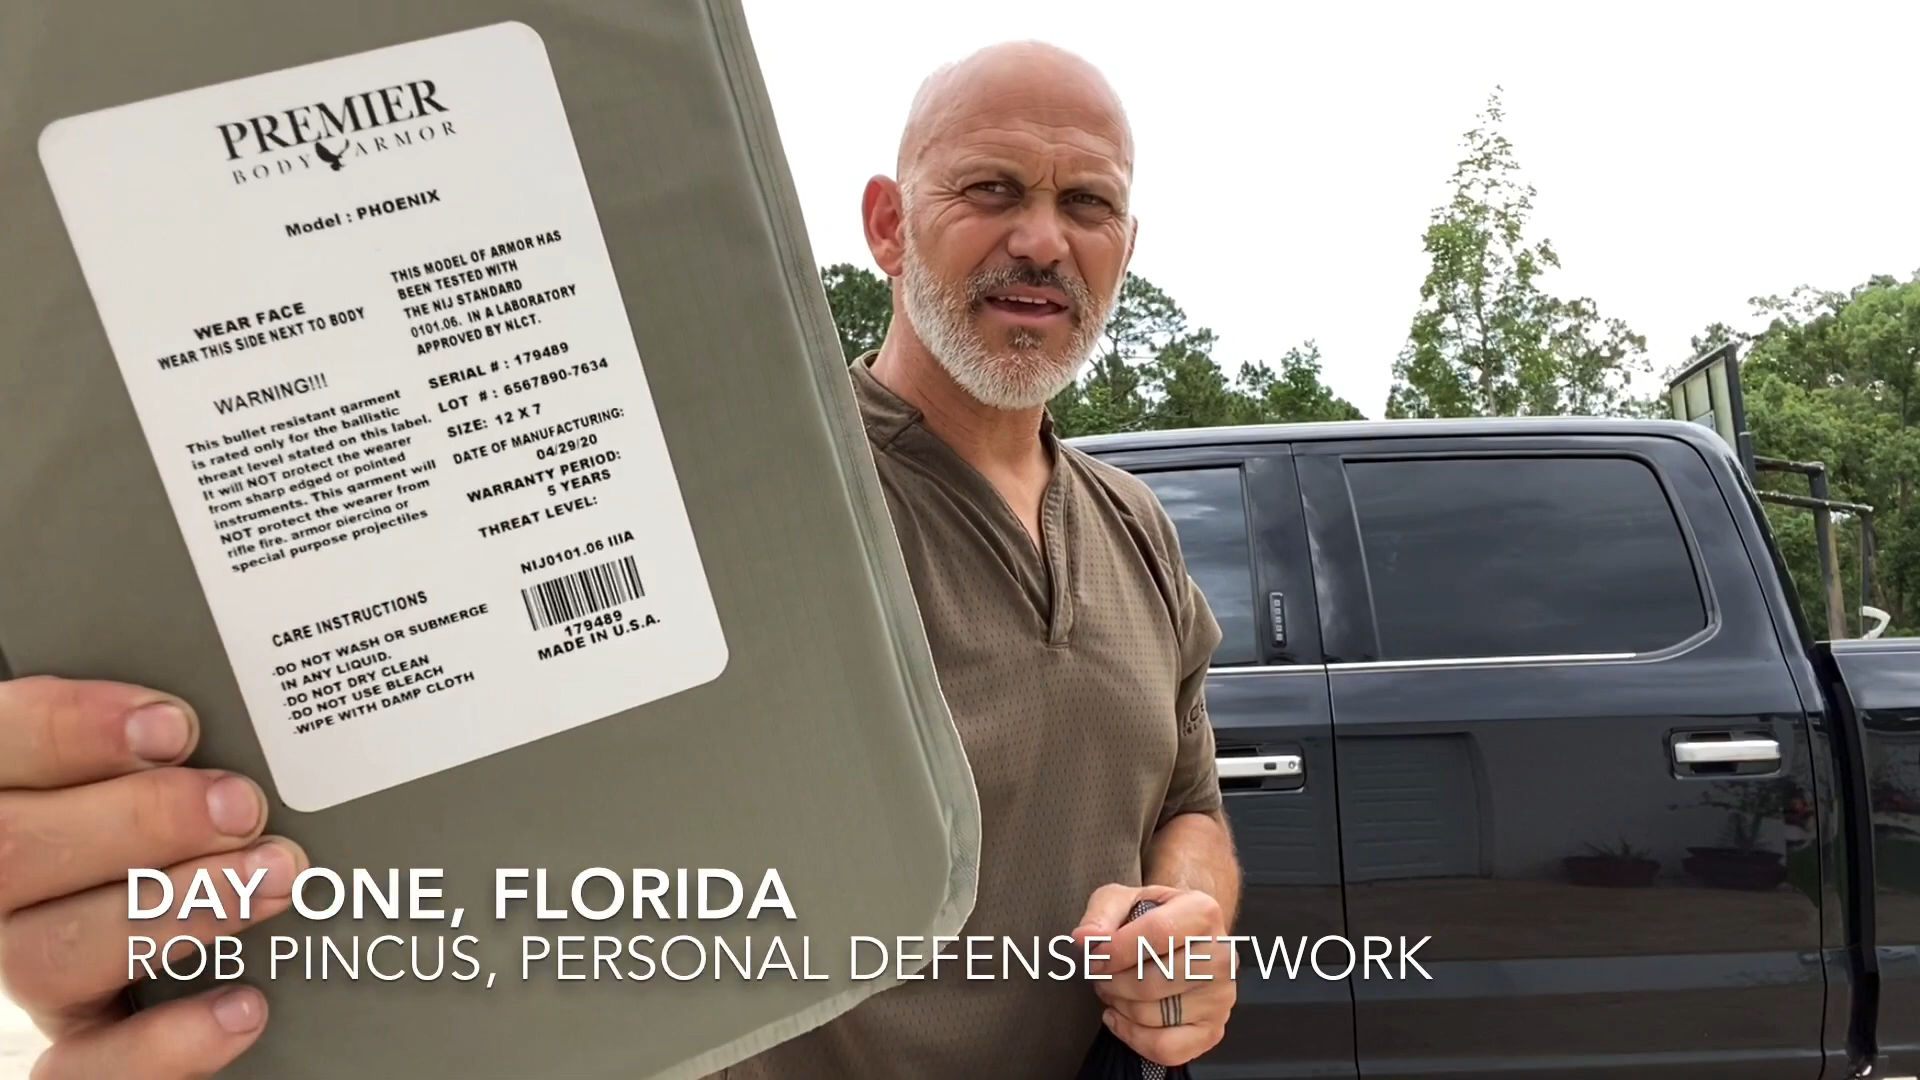 PREMIER
BODY ARMOR
Model : PHOENIX
WEAR FACE
WEAR THIS SIDE NEXT TO BODY
THIS MODEL OF ARMOR HAS
BEEN TESTED WITH
THE NIJ STANDARD
0101.06. IN A LABORATORY
APPROVED BY NLCT.
WARNING!!!
This bullet resistant garment
is rated only for the ballistic
threat level stated on this label.
It will NOT protect the wearer
from sharp edged or pointed
instruments. This garment will
NOT protect the wearer from
rifle fire. armor piercing or
special purpose projectiles
SERIAL # : 179489
LOT # : 6567890-7634
SIZE: 12 X 7
DATE OF MANUFACTURING:
04/29/20
WARRANTY PERIOD:
5 YEARS
THREAT LEVEL:
NIJ0101.06 IIIA
179489
MADE IN U.S.A.
CARE INSTRUCTIONS
-DO NOT WASH OR SUBMERGE
IN ANY LIQUID.
-DO NOT DRY CLEAN
-DO NOT USE BLEACH
-WIPE WITH DAMP CLOTH
DAY ONE, FLORIDA
ROB PINCUS, PERSONAL DEFENSE NETWORK